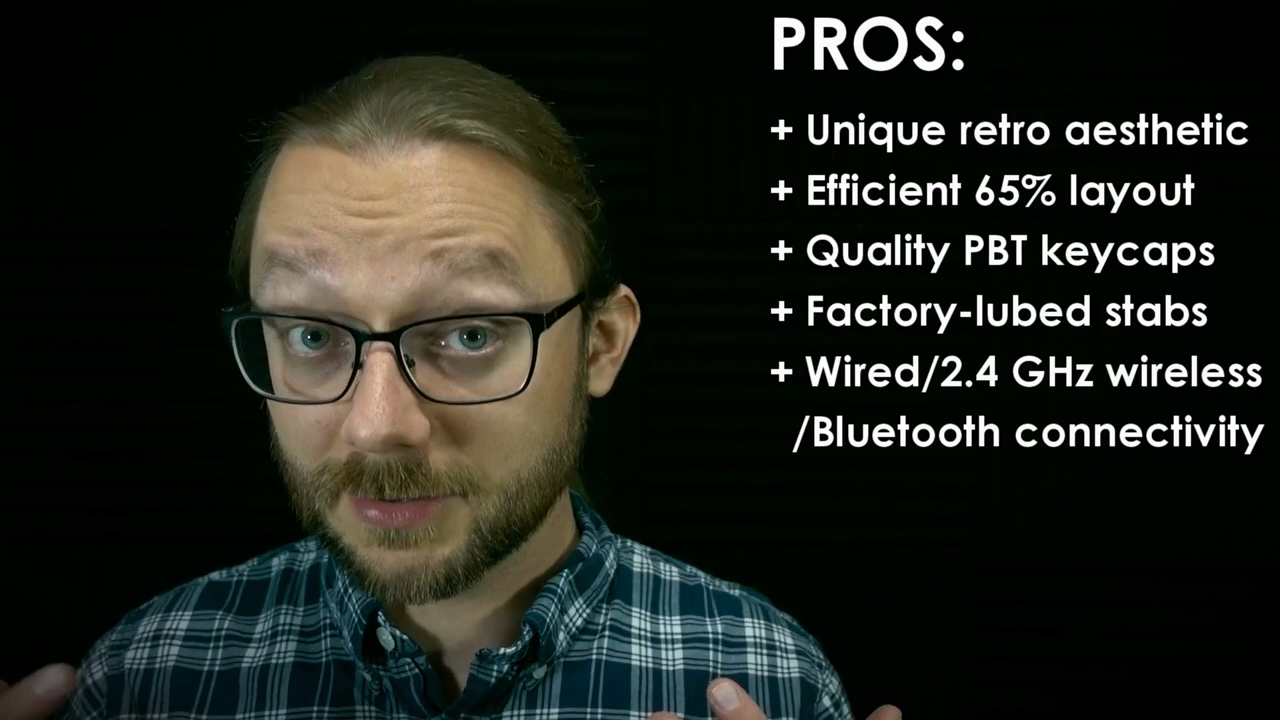 PROS:
+ Unique retro aesthetic
+ Efficient 65% layout
+ Quality PBT keycaps
+ Factory-lubed stabs
+ Wired/2.4 GHz wireless
/Bluetooth connectivity